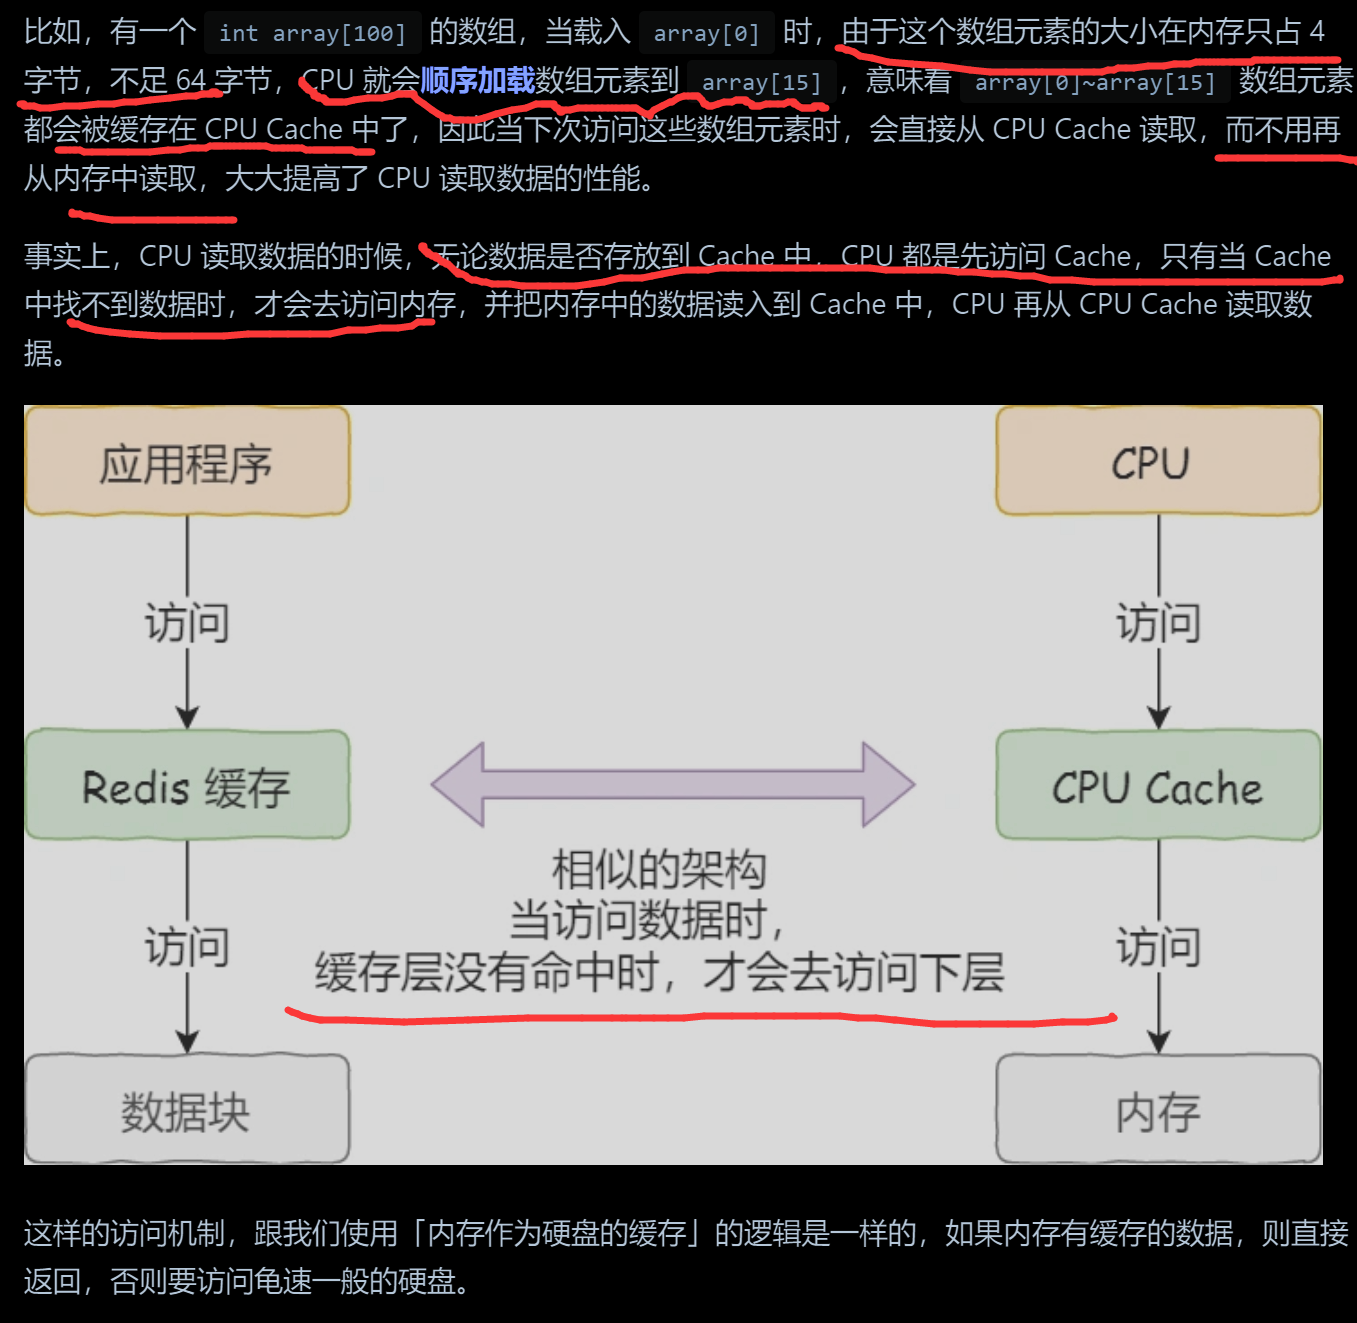 比如，有一个 int array[100] 的数组，当载入 array[0] 时，由于这个数组元素的大小在内存只占 4
字节，不足 64 字节，CPU 就会顺序加载数组元素到 array[15] ，意味着 array[0]~array[15] 数组元素
都会被缓存在 CPU Cache 中了，因此当下次访问这些数组元素时，会直接从 CPU Cache 读取，而不用再
从内存中读取，大大提高了 CPU 读取数据的性能。
事实上，CPU 读取数据的时候，无论数据是否存放到 Cache 中，CPU 都是先访问 Cache，只有当 Cache
中找不到数据时，才会去访问内存，并把内存中的数据读入到 Cache 中，CPU 再从 CPU Cache 读取数
据。
应用程序
CPU
访问
访问
Redis 缓存
CPU Cache
相似的架构
当访问数据时，
缓存层没有命中时，才会去访问下层
访问
访问
数据块
内存
这样的访问机制，跟我们使用「内存作为硬盘的缓存」的逻辑是一样的，如果内存有缓存的数据，则直接
返回，否则要访问龟速一般的硬盘。